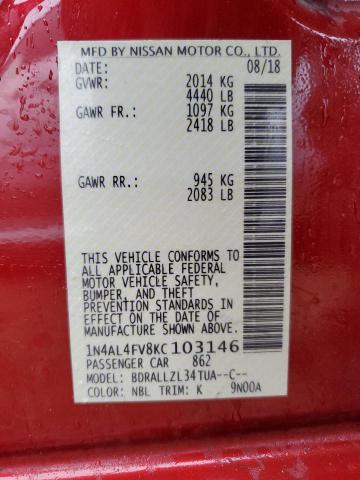 MFD BY NISSAN MOTOR CO., LTD.
DATE: 08/18
GVWR: 2014 KG
4440 LB
GAWR FR.: 1097 KG
2418 LB
GAWR RR.: 945 KG
2083 LB
THIS VEHICLE CONFORMS TO
ALL APPLICABLE FEDERAL
MOTOR VEHICLE SAFETY,
BUMPER, AND THEFT
PREVENTION STANDARDS IN
EFFECT ON THE DATE OF
MANUFACTURE SHOWN ABOVE.
1N4AL4FV8KC103146
PASSENGER CAR 862
MODEL: BDRALLZL34TUA--C--
COLOR: NBL TRIM: K 9N00A